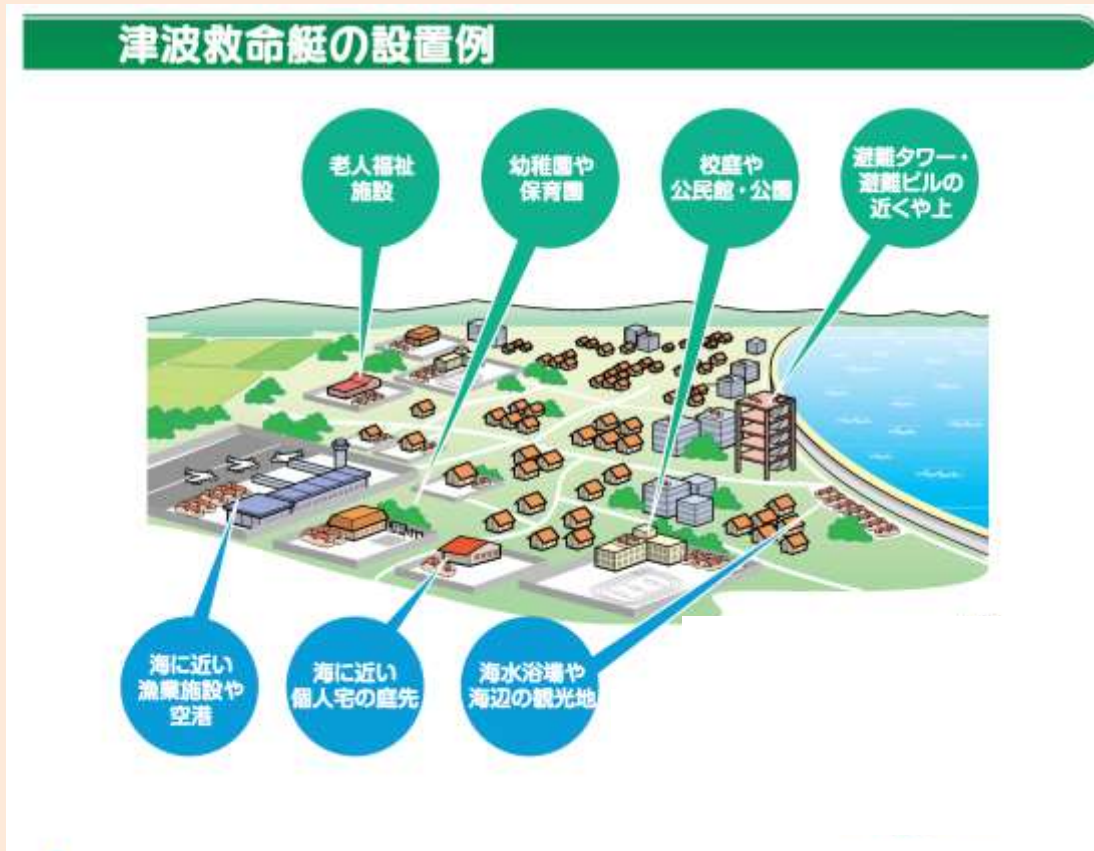 津波救命艇の設置例
老人福祉
施設
幼稚園や
保育園
校庭や
公民館・公園
避難タワー・
避難ビルの
近くや上
海に近い
漁業施設や
空港
海に近い
個人宅の庭先
海水浴場や
海辺の観光地